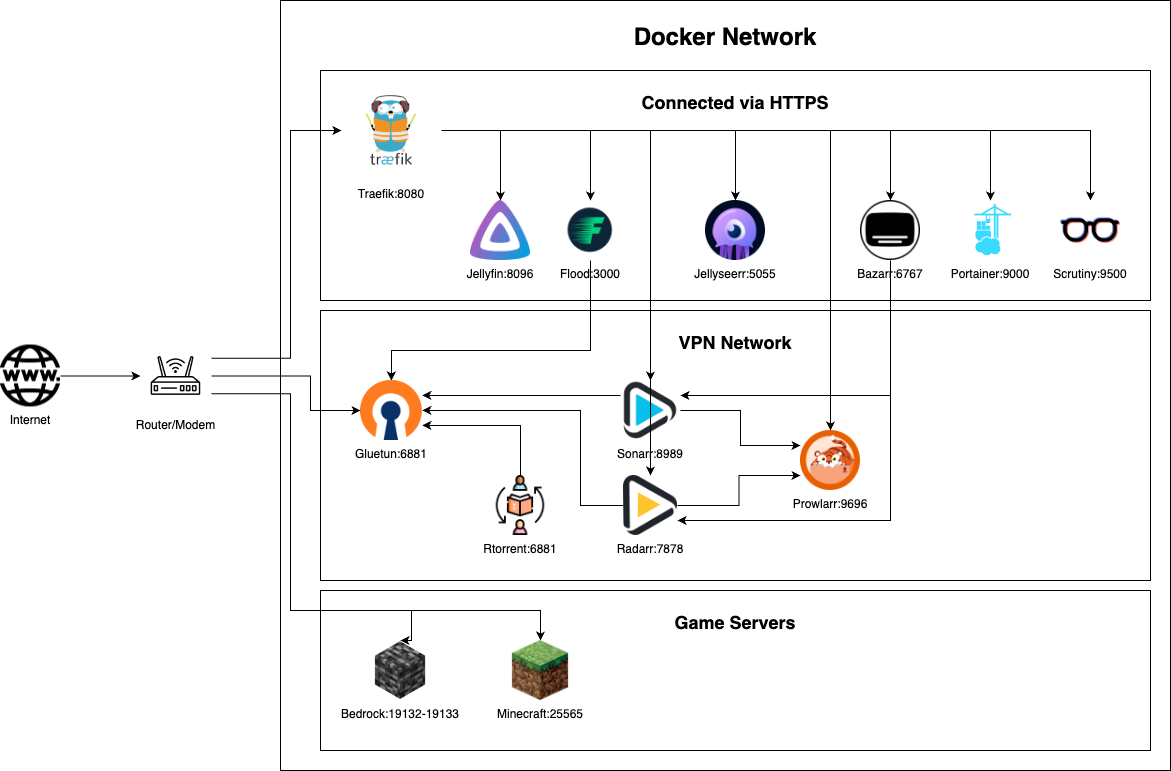 Docker Network
Connected via HTTPS
træfik
Traefik:8080
Jellyfin:8096
Flood:3000
Jellyseerr:5055
Bazarr:6767
Portainer:9000
Scrutiny:9500
VPN Network
WWW.
Internet
Router/Modem
Gluetun:6881
Sonarr:8989
Prowlarr:9696
Rtorrent:6881
Radarr:7878
Game Servers
Bedrock:19132-19133
Minecraft:25565